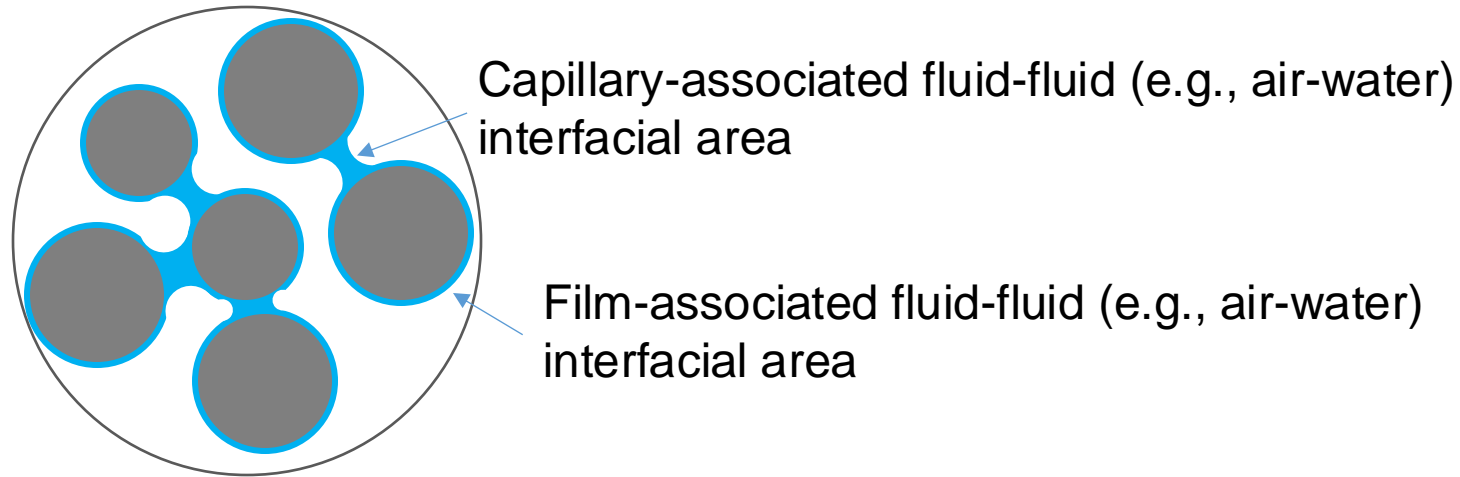 Capillary-associated fluid-fluid (e.g., air-water)
interfacial area
Film-associated fluid-fluid (e.g., air-water)
interfacial area